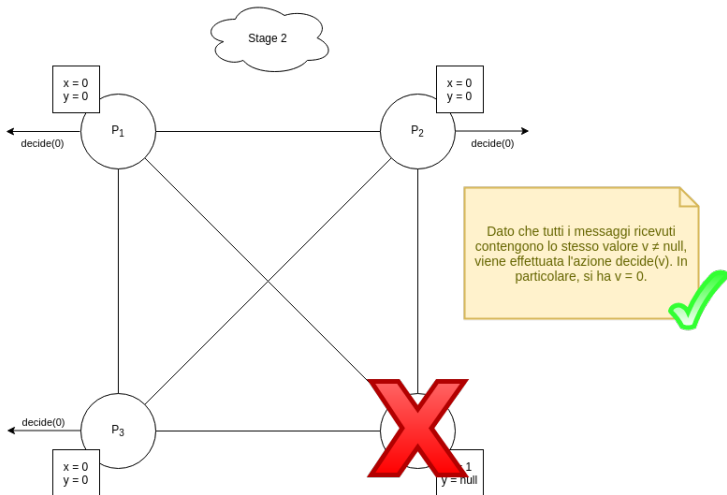 Stage 2
x = 0
y = 0
x = 0
y = 0
P1
P2
decide(0)
decide(0)
Dato che tutti i messaggi ricevuti
contengono lo stesso valore v ≠ null,
viene effettuata l'azione decide(v). In
particolare, si ha v = 0.
decide(0)
P3
x = 0
y = 0
1
y = null